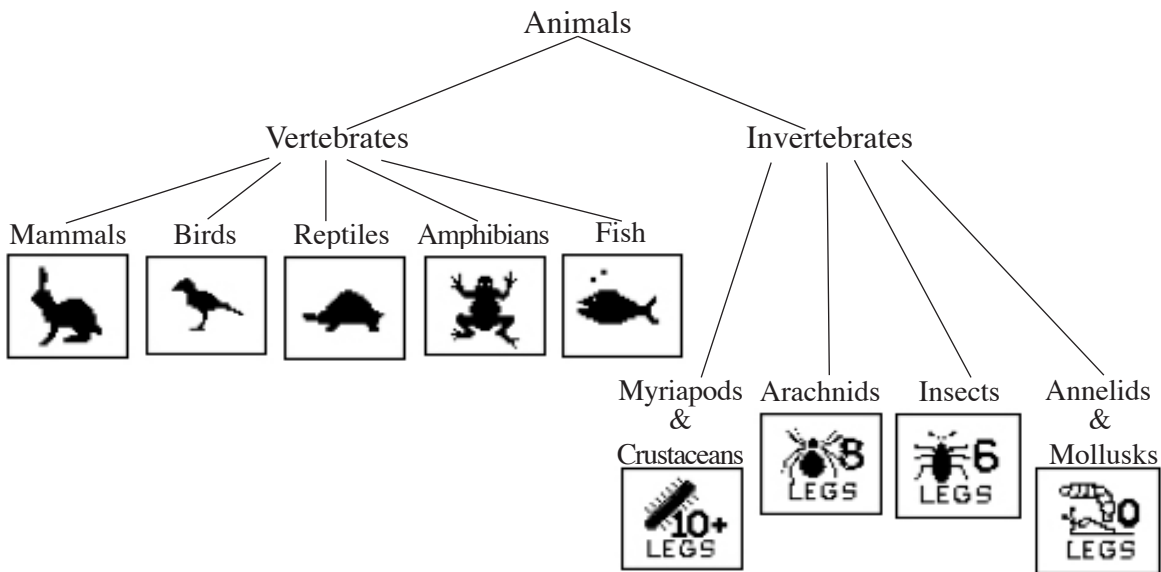 Animals
Vertebrates
Invertebrates
Mammals
Birds
Reptiles
Amphibians
Fish
Myriapods
&
Crustaceans
10+
LEGS
Arachnids
8
LEGS
Insects
6
LEGS
Annelids
&
Mollusks
0
LEGS